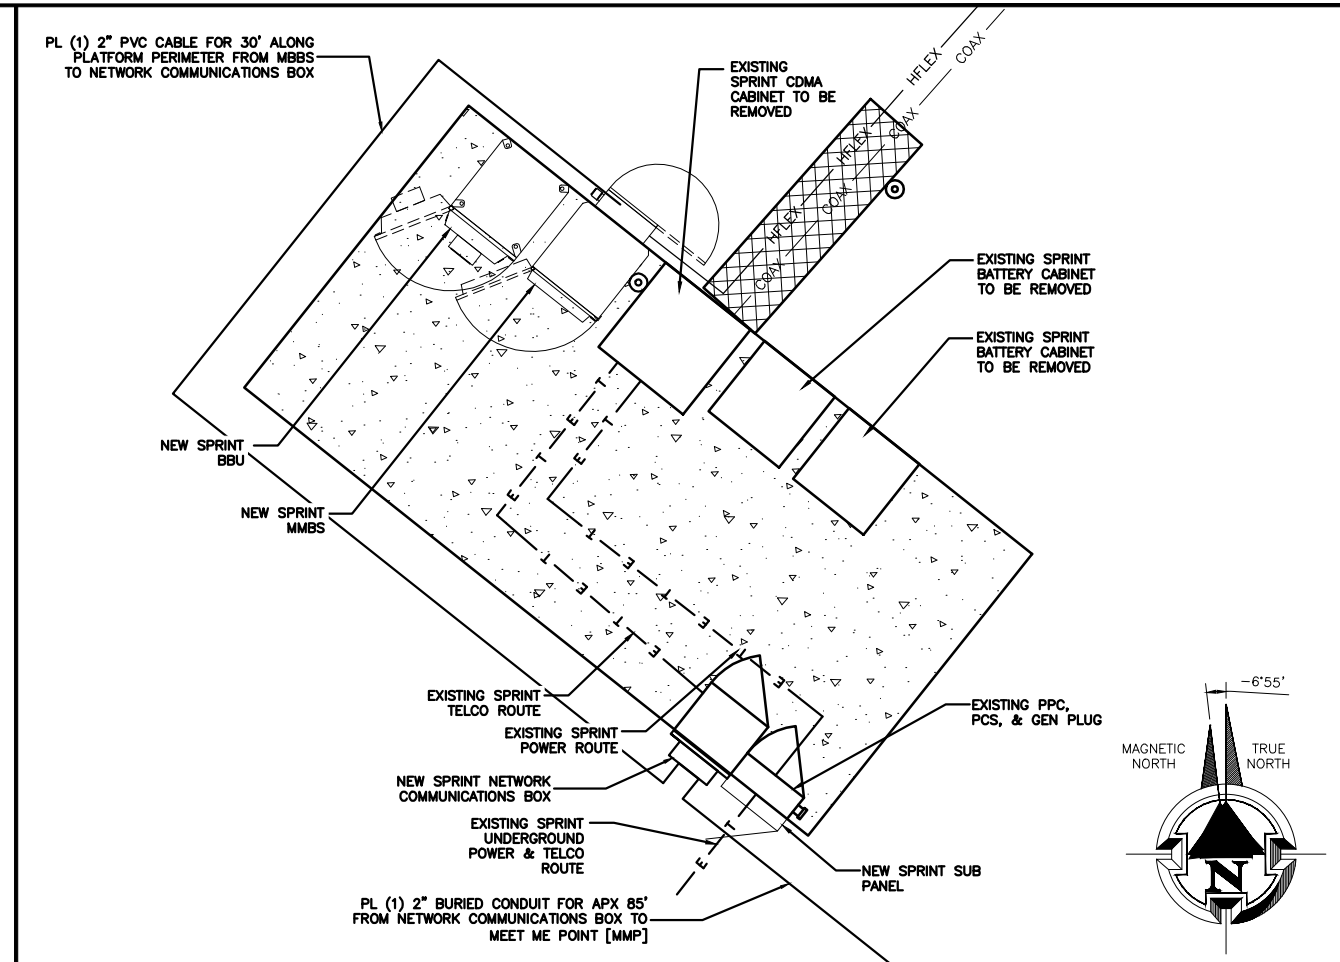 PL (1) 2" PVC CABLE FOR 30' ALONG
PLATFORM PERIMETER FROM MBBS
TO NETWORK COMMUNICATIONS BOX
EXISTING
SPRINT CDMA
CABINET TO BE
REMOVED
HFLEX
COAX
HFLEX
COAX
HFLEX
COAX
HFLEX
COAX
EXISTING SPRINT
BATTERY CABINET
TO BE REMOVED
EXISTING SPRINT
BATTERY CABINET
TO BE REMOVED
NEW SPRINT
BBU
NEW SPRINT
MMBS
T
E
T
E
T
E
T
E
T
E
T
E
T
E
T
E
T
E
EXISTING SPRINT
TELCO ROUTE
EXISTING SPRINT
POWER ROUTE
EXISTING PPC,
PCS, & GEN PLUG
NEW SPRINT NETWORK
COMMUNICATIONS BOX
EXISTING SPRINT
UNDERGROUND
POWER & TELCO
ROUTE
T
E
NEW SPRINT SUB
PANEL
PL (1) 2" BURIED CONDUIT FOR APX 85'
FROM NETWORK COMMUNICATIONS BOX TO
MEET ME POINT [MMP]
-6°55'
MAGNETIC
NORTH
TRUE
NORTH
N